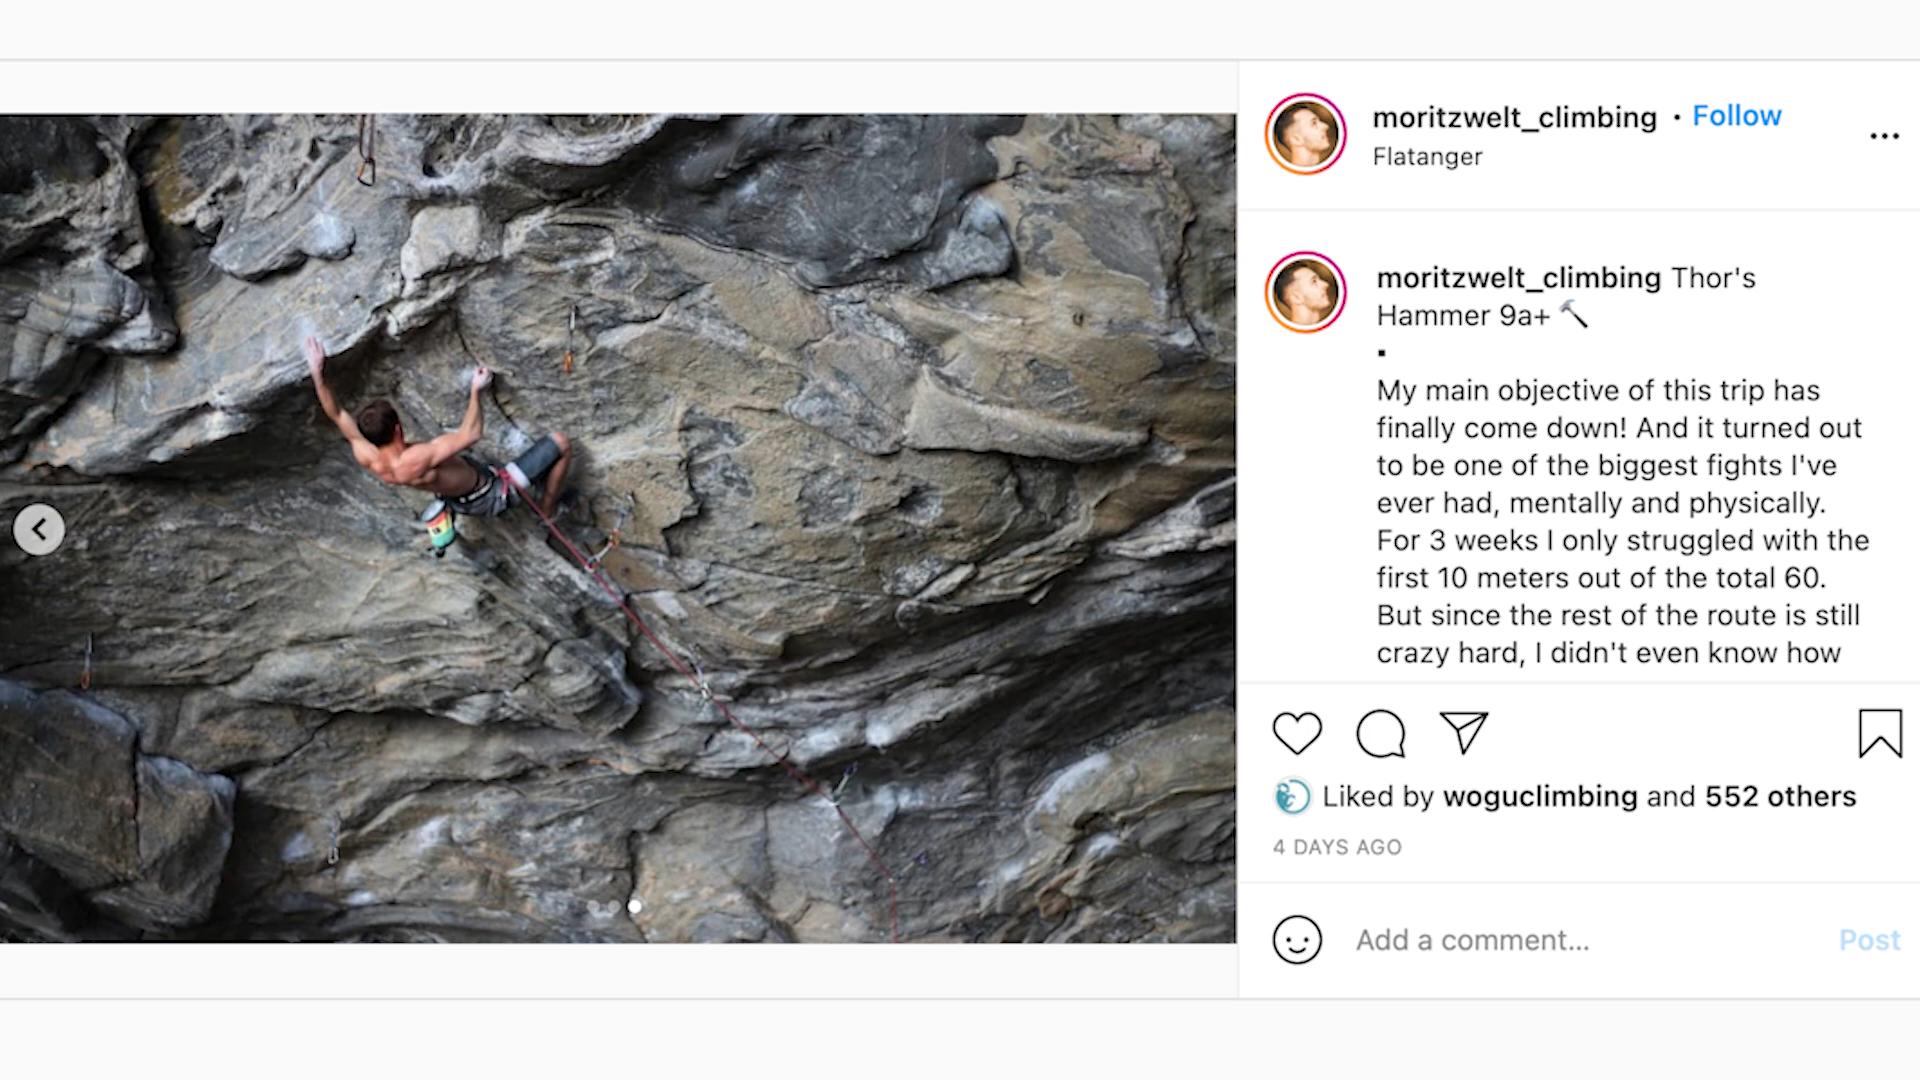 moritzwelt_climbing • Follow
Flatanger
moritzwelt_climbing Thor's
Hammer 9a+ 🔨
▪
My main objective of this trip has
finally come down! And it turned out
to be one of the biggest fights I've
ever had, mentally and physically.
For 3 weeks I only struggled with the
first 10 meters out of the total 60.
But since the rest of the route is still
crazy hard, I didn't even know how
Liked by woguclimbing and 552 others
4 DAYS AGO
Add a comment...
Post